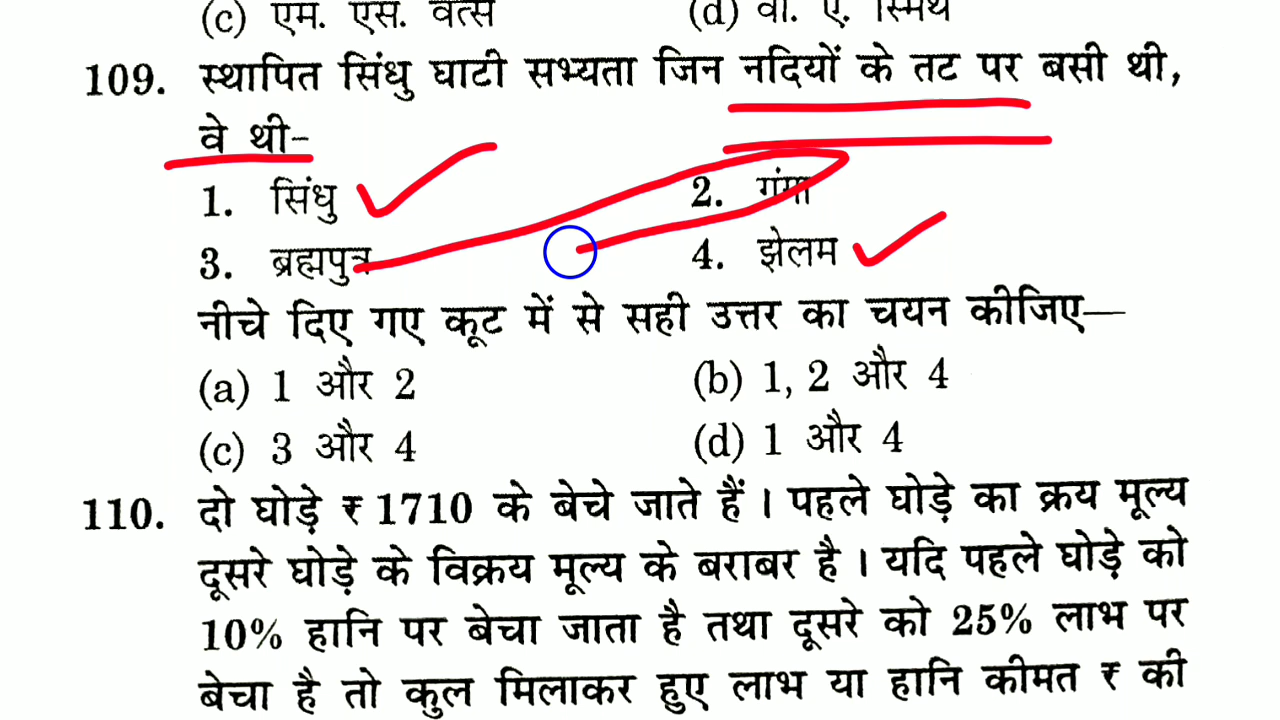 (c) एम. एस. वत्स (d) वी. ए. स्मिथ
109. स्थापित सिंधु घाटी सभ्यता जिन नदियों के तट पर बसी थी,
वे थी–
1. सिंधु 2. गंगा
3. ब्रह्मपुत्र 4. झेलम
नीचे दिए गए कूट में से सही उत्तर का चयन कीजिए—
(a) 1 और 2 (b) 1, 2 और 4
(c) 3 और 4 (d) 1 और 4
110. दो घोड़े ₹ 1710 के बेचे जाते हैं। पहले घोड़े का क्रय मूल्य
दूसरे घोड़े के विक्रय मूल्य के बराबर है। यदि पहले घोड़े को
10% हानि पर बेचा जाता है तथा दूसरे को 25% लाभ पर
बेचा है तो कुल मिलाकर हुए लाभ या हानि कीमत ₹ की